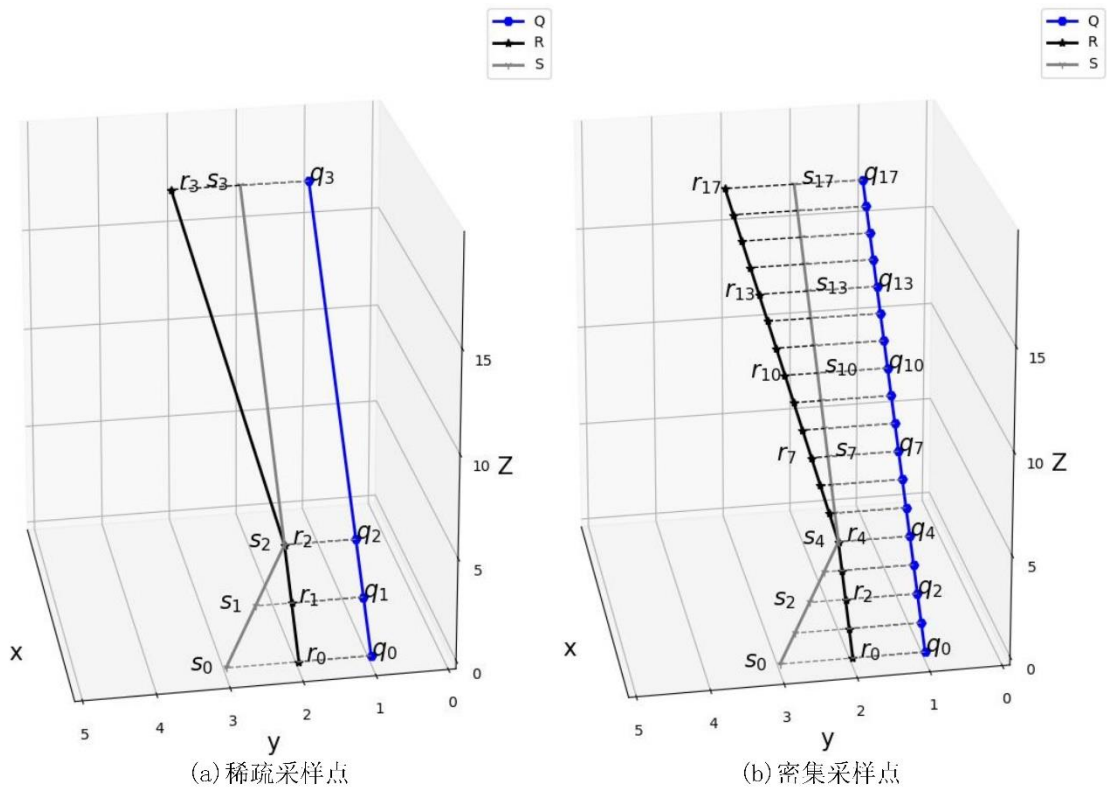 Q
R
S
Q
R
S
r3 s3 q3
s2 r2 q2
s1 r1 q1
s0 r0 q0
15
10
5
0
Z
x
5 4 3 2 1 0
y
(a)稀疏采样点
r17 s17 q17
r13 s13 q13
r10 s10 q10
r7 s7 q7
s4 r4 q4
s2 r2 q2
s0 r0 q0
15
10
5
0
Z
x
5 4 3 2 1 0
y
(b)密集采样点